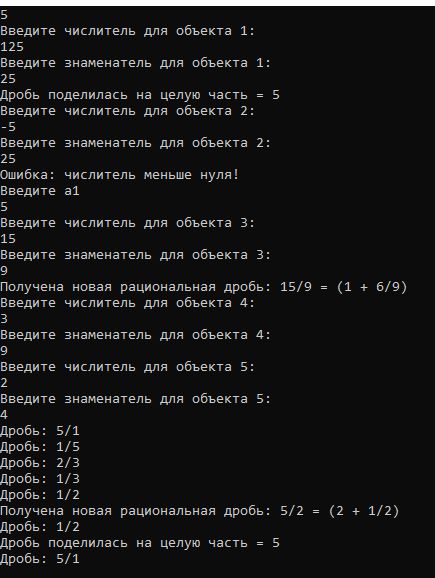 5
Введите числитель для объекта 1:
125
Введите знаменатель для объекта 1:
25
Дробь поделилась на целую часть = 5
Введите числитель для объекта 2:
-5
Введите знаменатель для объекта 2:
25
Ошибка: числитель меньше нуля!
Введите a1
5
Введите числитель для объекта 3:
15
Введите знаменатель для объекта 3:
9
Получена новая рациональная дробь: 15/9 = (1 + 6/9)
Введите числитель для объекта 4:
3
Введите знаменатель для объекта 4:
9
Введите числитель для объекта 5:
2
Введите знаменатель для объекта 5:
4
Дробь: 5/1
Дробь: 1/5
Дробь: 2/3
Дробь: 1/3
Дробь: 1/2
Получена новая рациональная дробь: 5/2 = (2 + 1/2)
Дробь: 1/2
Дробь поделилась на целую часть = 5
Дробь: 5/1